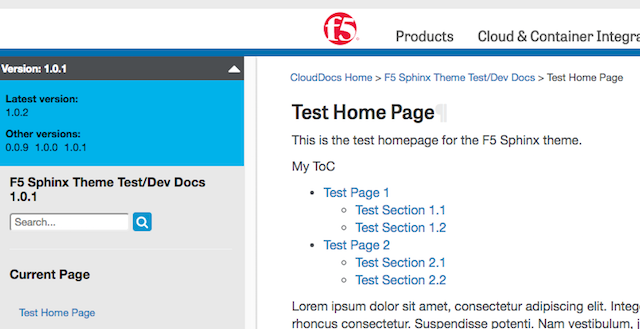 f5
Products Cloud & Container Integra
Version: 1.0.1
Latest version:
1.0.2
Other versions:
0.0.9 1.0.0 1.0.1
F5 Sphinx Theme Test/Dev Docs
1.0.1
Search...
Current Page
Test Home Page
CloudDocs Home > F5 Sphinx Theme Test/Dev Docs > Test Home Page
Test Home Page¶
This is the test homepage for the F5 Sphinx theme.
My ToC
• Test Page 1
◦ Test Section 1.1
◦ Test Section 1.2
• Test Page 2
◦ Test Section 2.1
◦ Test Section 2.2
Lorem ipsum dolor sit amet, consectetur adipiscing elit. Intege
rhoncus consectetur. Suspendisse potenti. Nam vestibulum,